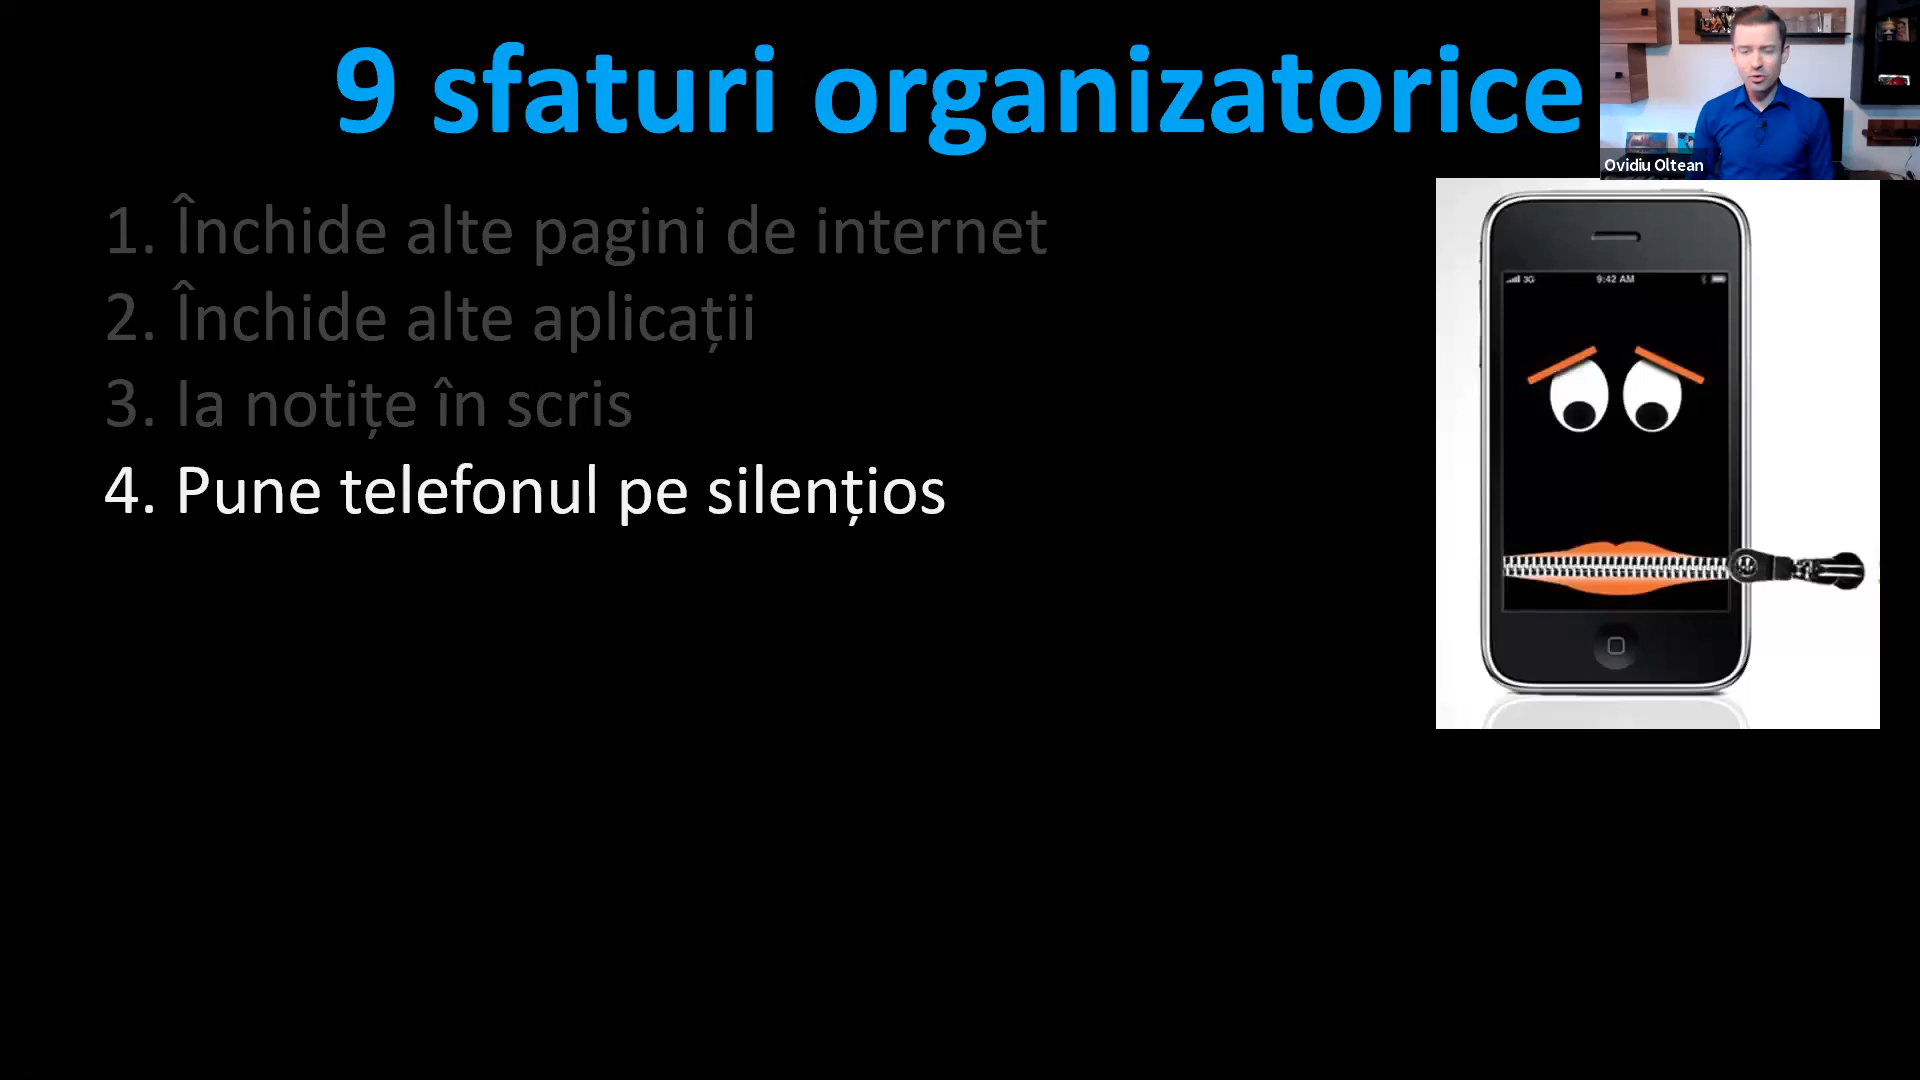 9 sfaturi organizatorice
Ovidiu Oltean
1. Închide alte pagini de internet
2. Închide alte aplicații
3. Ia notițe în scris
4. Pune telefonul pe silențios
3G 9:42 AM